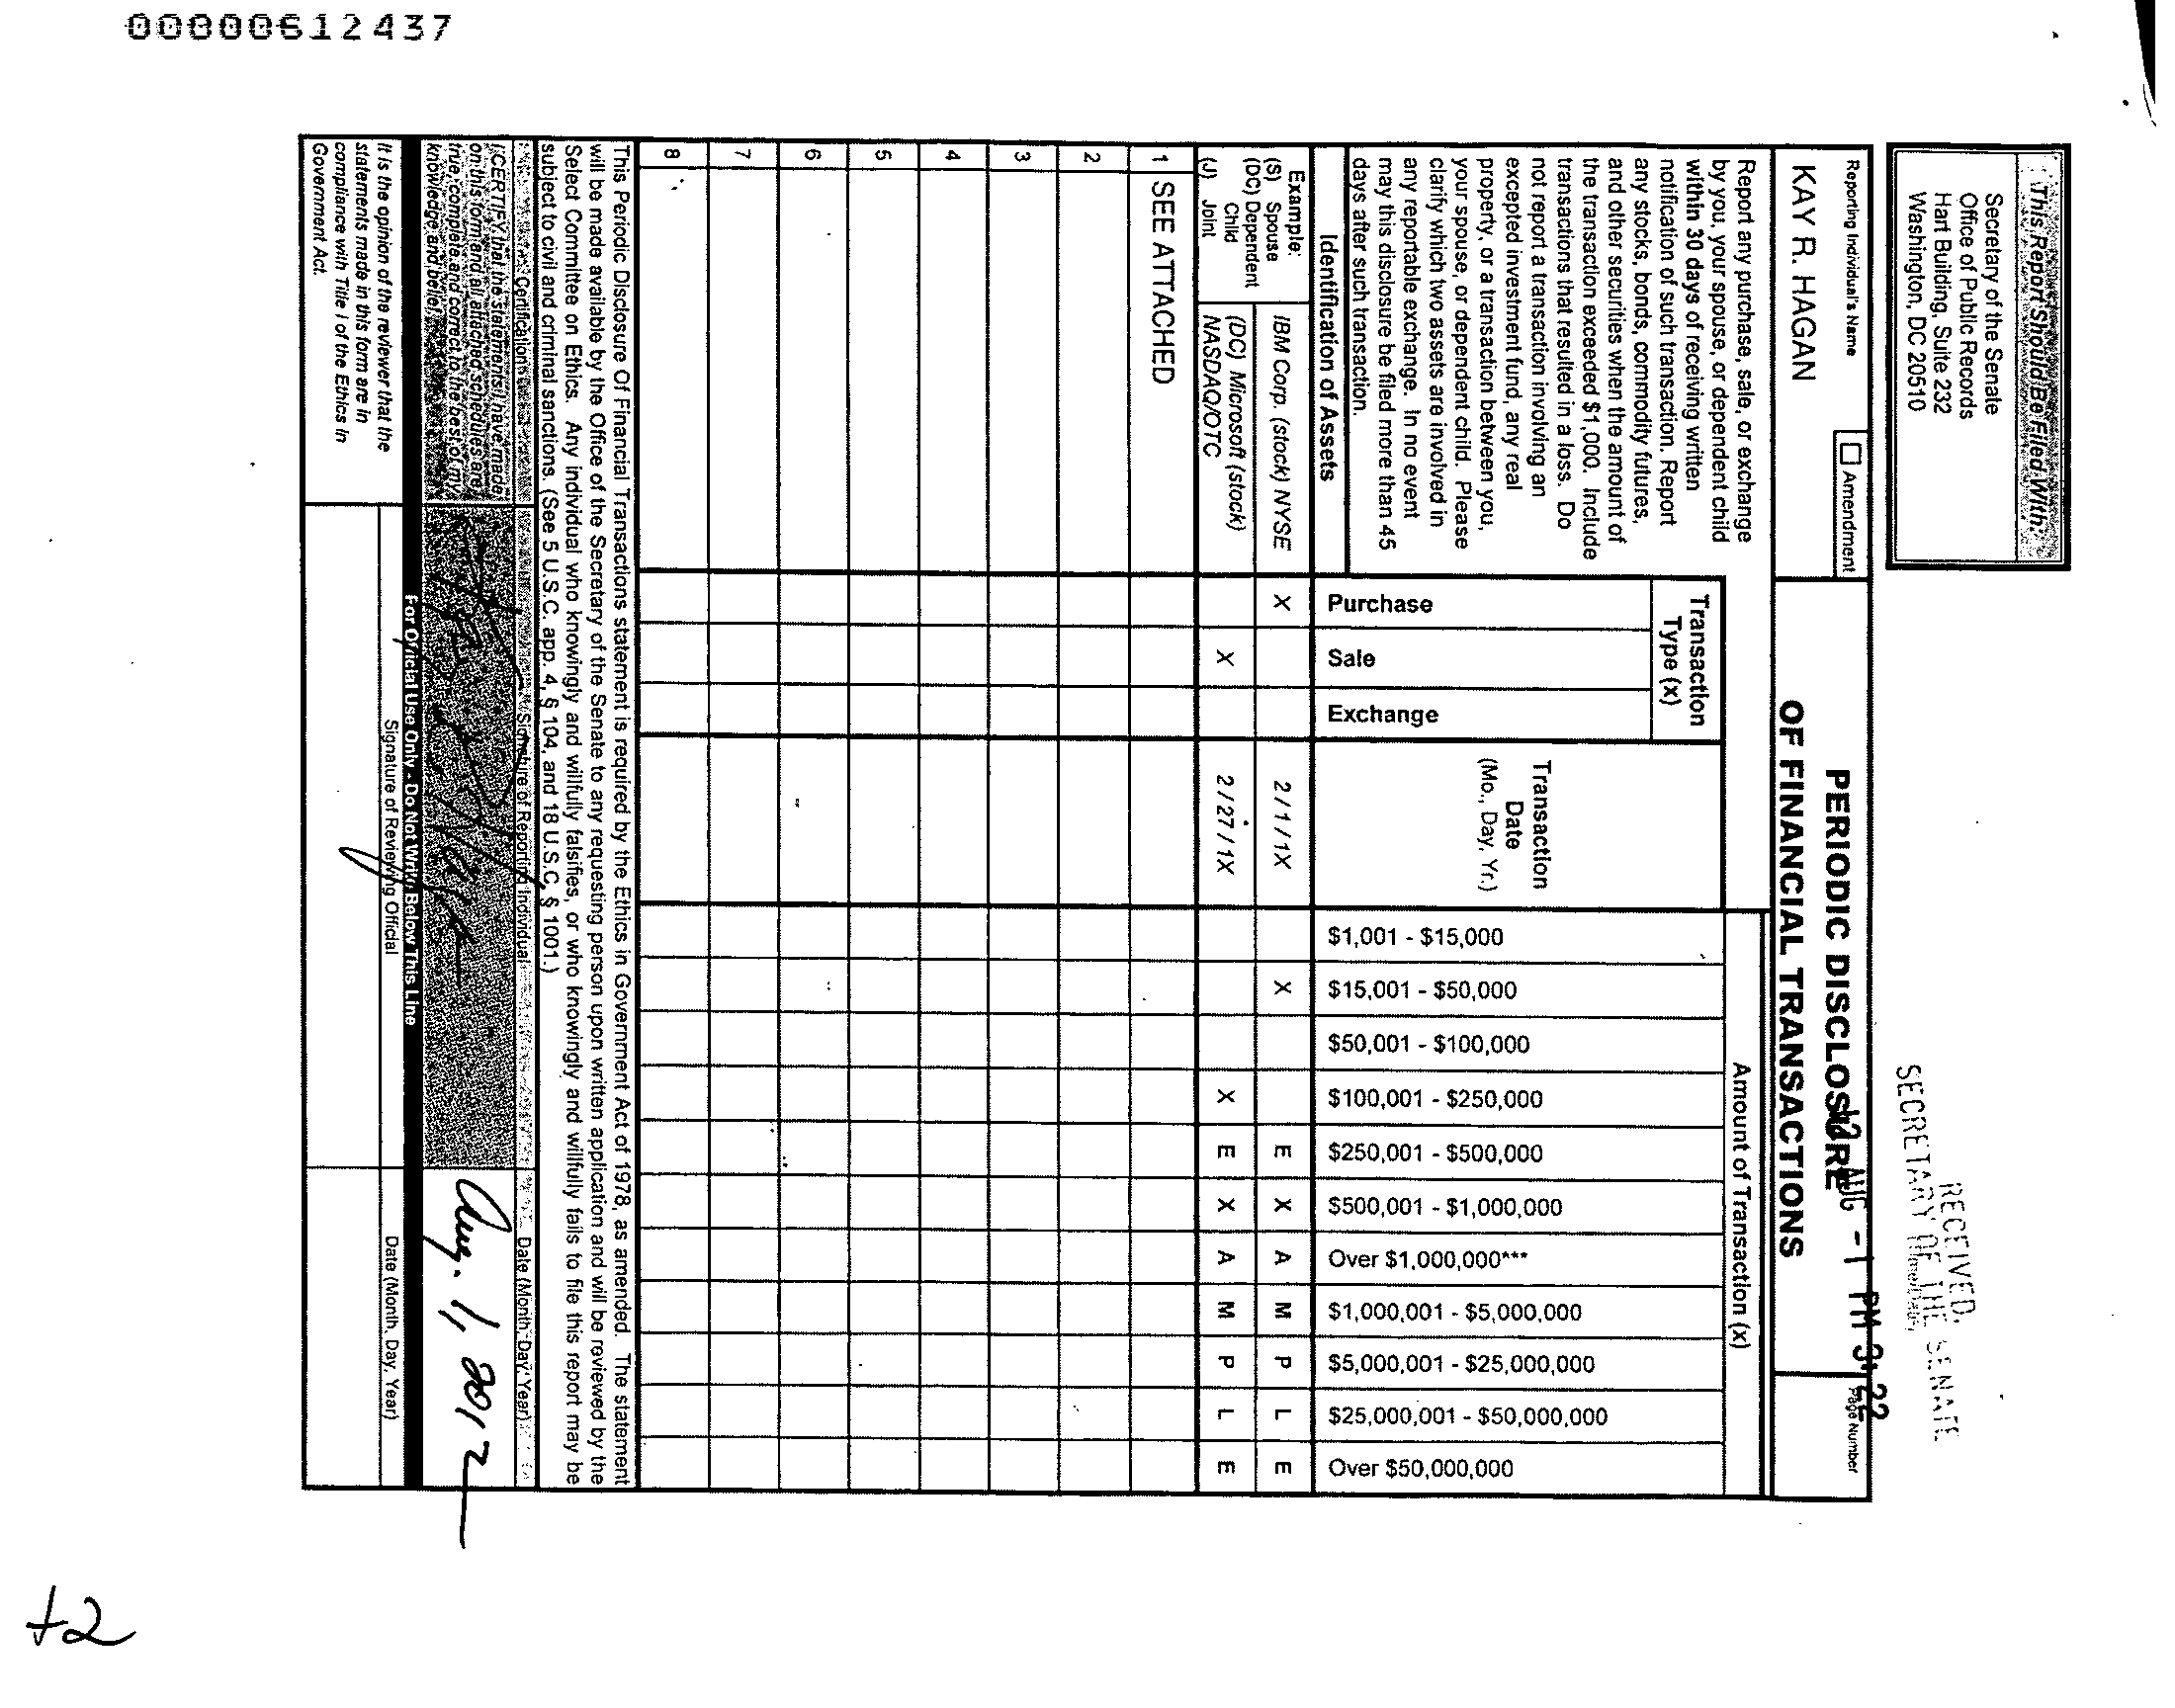 00000612437
This Report Should Be Filed With:
Secretary of the Senate
Office of Public Records
Hart Building, Suite 232
Washington, DC 20510
RECEIVED
SECRETARY OF THE SENATE
12 AUG -1 PM 3:22
Reporting Individual's Name
Amendment
KAY R. HAGAN
PERIODIC DISCLOSURE
OF FINANCIAL TRANSACTIONS
Page Number
Report any purchase, sale, or exchange
by you, your spouse, or dependent child
within 30 days of receiving written
notification of such transaction. Report
any stocks, bonds, commodity futures,
and other securities when the amount of
the transaction exceeded $1,000. Include
transactions that resulted in a loss. Do
not report a transaction involving an
excepted investment fund, any real
property, or a transaction between you,
your spouse, or dependent child. Please
clarify which two assets are involved in
any reportable exchange. In no event
may this disclosure be filed more than 45
days after such transaction.
Transaction
Type (x)
Purchase
Sale
Exchange
Transaction
Date
(Mo., Day, Yr.)
Amount of Transaction (x)
$1,001 - $15,000
$15,001 - $50,000
$50,001 - $100,000
$100,001 - $250,000
$250,001 - $500,000
$500,001 - $1,000,000
Over $1,000,000***
$1,000,001 - $5,000,000
$5,000,001 - $25,000,000
$25,000,001 - $50,000,000
Over $50,000,000
Identification of Assets
Example:
(S) Spouse
(DC) Dependent
Child
(J) Joint
IBM Corp. (stock) NYSE X 2 / 1 / 1X X E X A M P L E
(DC) Microsoft (stock)
NASDAQ/OTC X 2 / 27 / 1X X E X A M P L E
1 SEE ATTACHED
2
3
4
5
6
7
8
This Periodic Disclosure Of Financial Transactions statement is required by the Ethics in Government Act of 1978, as amended. The statement
will be made available by the Office of the Secretary of the Senate to any requesting person upon written application and will be reviewed by the
Select Committee on Ethics. Any individual who knowingly and willfully falsifies, or who knowingly and willfully fails to file this report may be
subject to civil and criminal sanctions. (See 5 U.S.C. app. 4, § 104, and 18 U.S.C. § 1001.)
Certification
Signature of Reporting Individual
Date (Month, Day, Year)
I CERTIFY that the statements I have made
on this form and all attached schedules are
true, complete and correct to the best of my
knowledge and belief.
Aug. 1, 2012
For Official Use Only - Do Not Write Below This Line
It is the opinion of the reviewer that the
statements made in this form are in
compliance with Title I of the Ethics in
Government Act.
Signature of Reviewing Official
Date (Month, Day, Year)